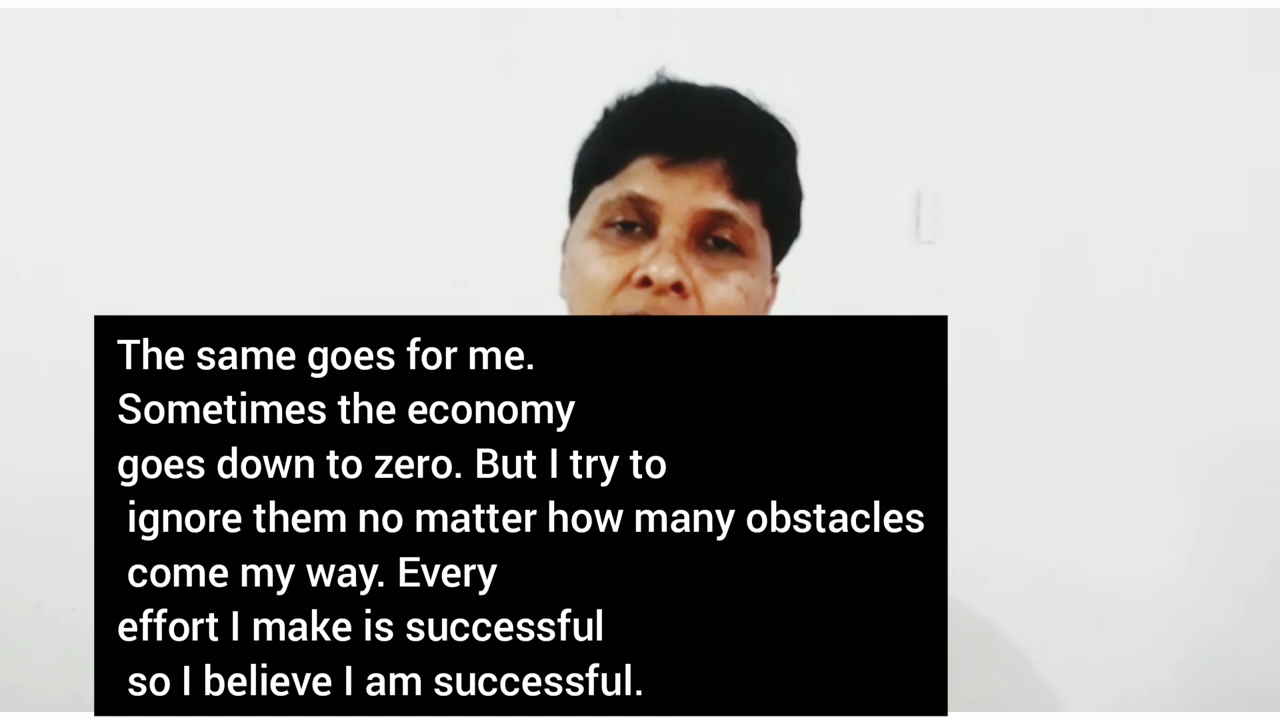 The same goes for me.
Sometimes the economy
goes down to zero. But I try to
ignore them no matter how many obstacles
come my way. Every
effort I make is successful
so I believe I am successful.